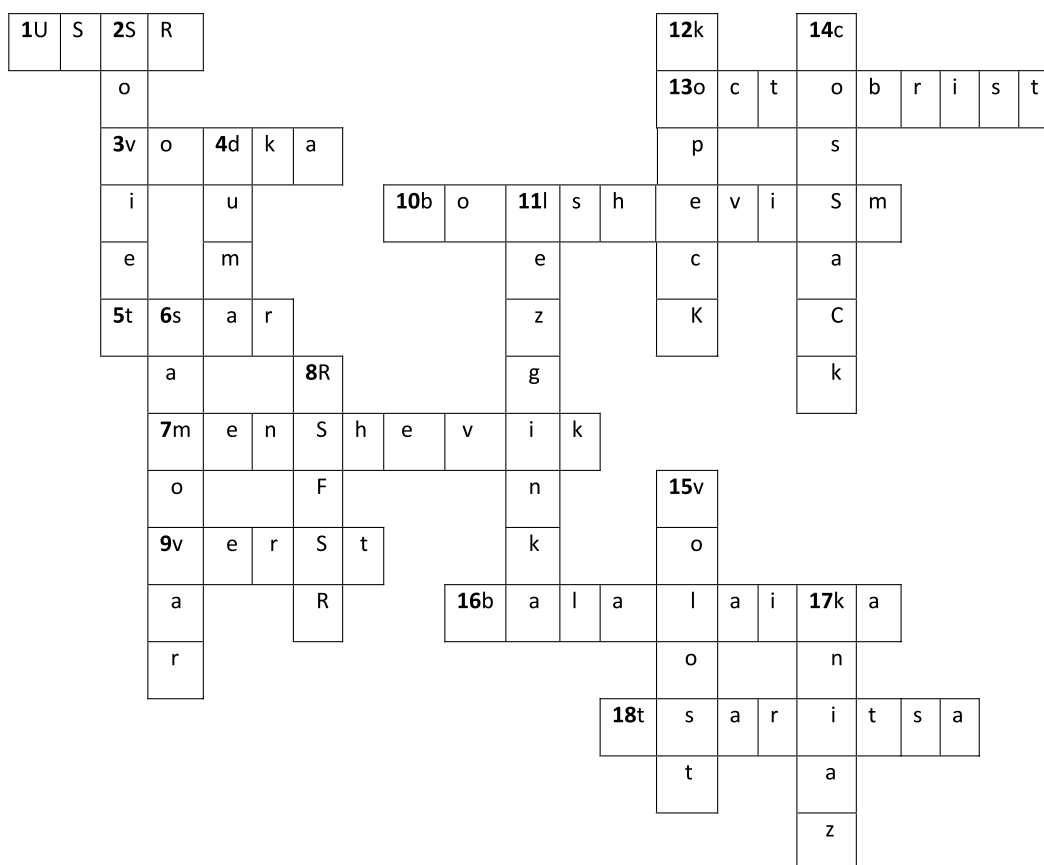 1U S 2S R 12k 14c
o 13o c t o b r i s t
3v o 4d k a p s
i u 10b o 11l s h e v i S m
e m e c a
5t 6s a r z K C
a 8R g k
7m e n S h e v i k
o F n 15v
9v e r S t k o
a R 16b a l a l a i 17k a
r o n
18t s a r i t s a
t a
z